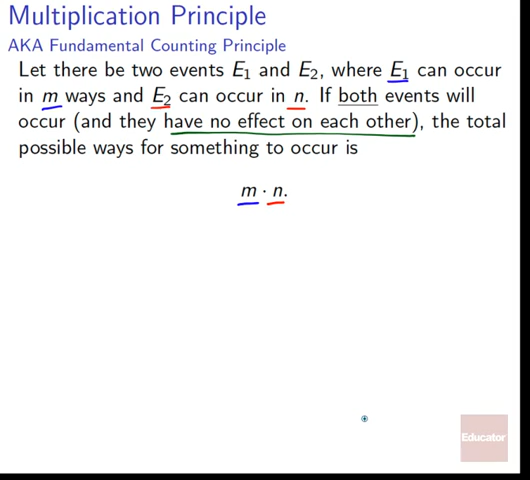 Multiplication Principle
AKA Fundamental Counting Principle
Let there be two events E₁ and E₂, where E₁ can occur
in m ways and E₂ can occur in n. If both events will
occur (and they have no effect on each other), the total
possible ways for something to occur is
m · n.
Educator